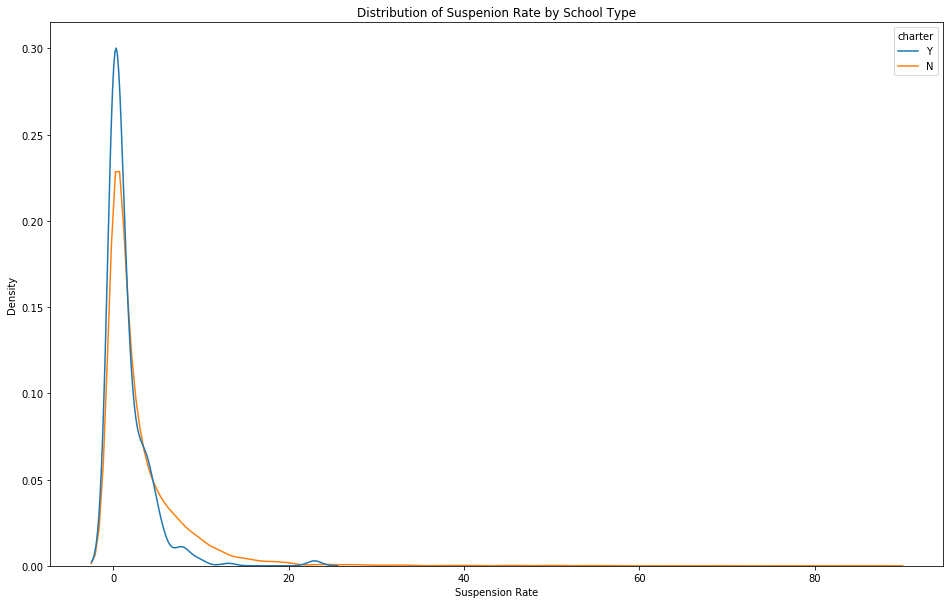 Distribution of Suspenion Rate by School Type
charter
Y
N
0.30
0.25
0.20
0.15
0.10
0.05
0.00
Density
0
20
40
60
80
Suspension Rate